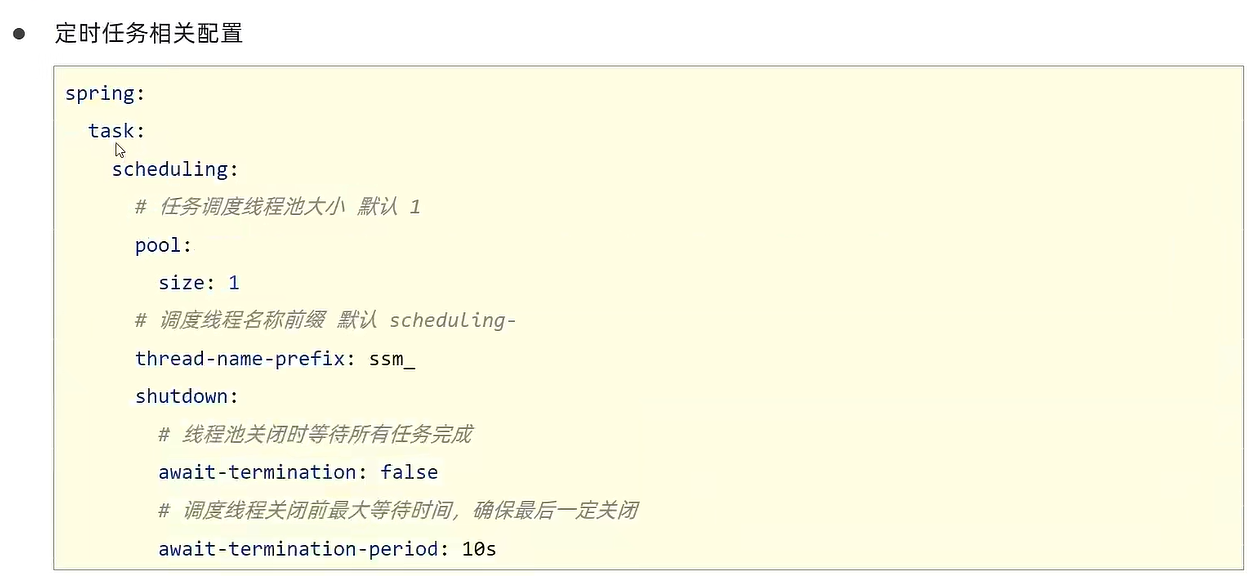 ● 定时任务相关配置
spring:
  task:
    scheduling:
      # 任务调度线程池大小 默认 1
      pool:
        size: 1
      # 调度线程名称前缀 默认 scheduling-
      thread-name-prefix: ssm_
      shutdown:
        # 线程池关闭时等待所有任务完成
        await-termination: false
        # 调度线程关闭前最大等待时间，确保最后一定关闭
        await-termination-period: 10s